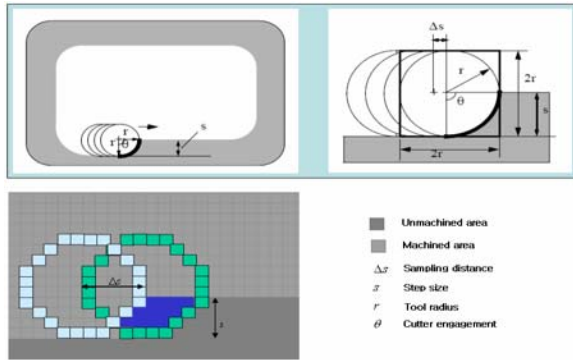 r
r
θ
s
Δs
r
θ
2r
s
2r
Δs
s
Unmachined area
Machined area
Δs Sampling distance
s Step size
r Tool radius
θ Cutter engagement